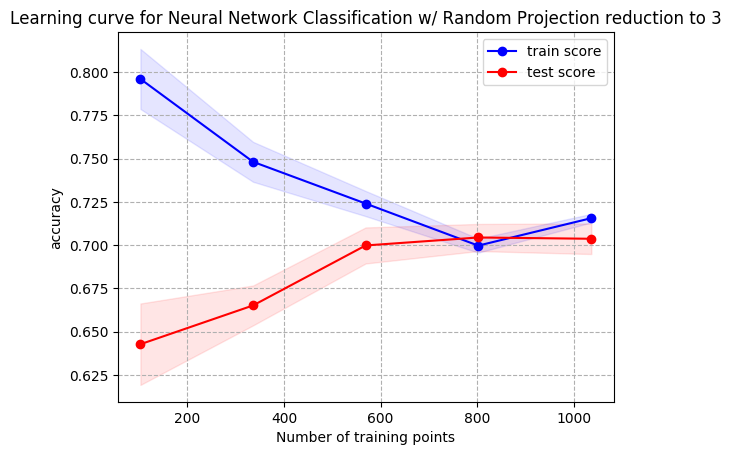 Learning curve for Neural Network Classification w/ Random Projection reduction to 3
train score
test score
0.800
0.775
0.750
0.725
0.700
0.675
0.650
0.625
accuracy
200
400
600
800
1000
Number of training points